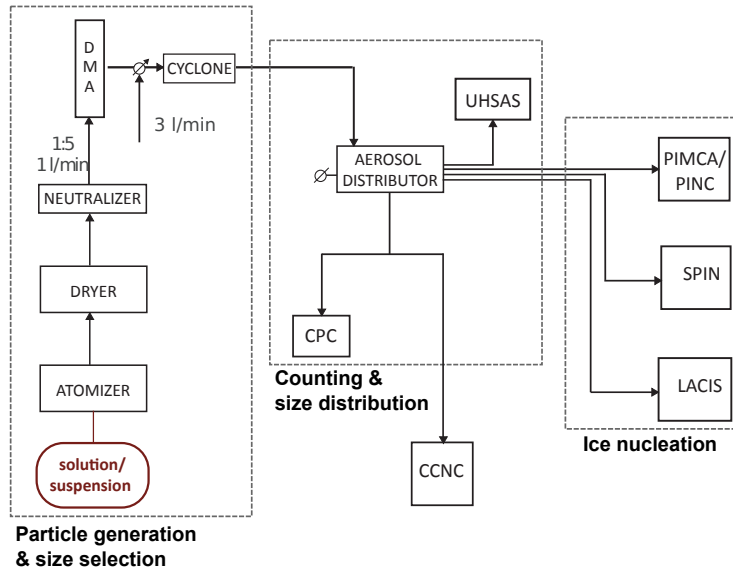 D
M
A
CYCLONE
3 l/min
1:5
1 l/min
NEUTRALIZER
DRYER
ATOMIZER
solution/
suspension
Particle generation
& size selection
UHSAS
AEROSOL
DISTRIBUTOR
CPC
Counting &
size distribution
CCNC
PIMCA/
PINC
SPIN
LACIS
Ice nucleation